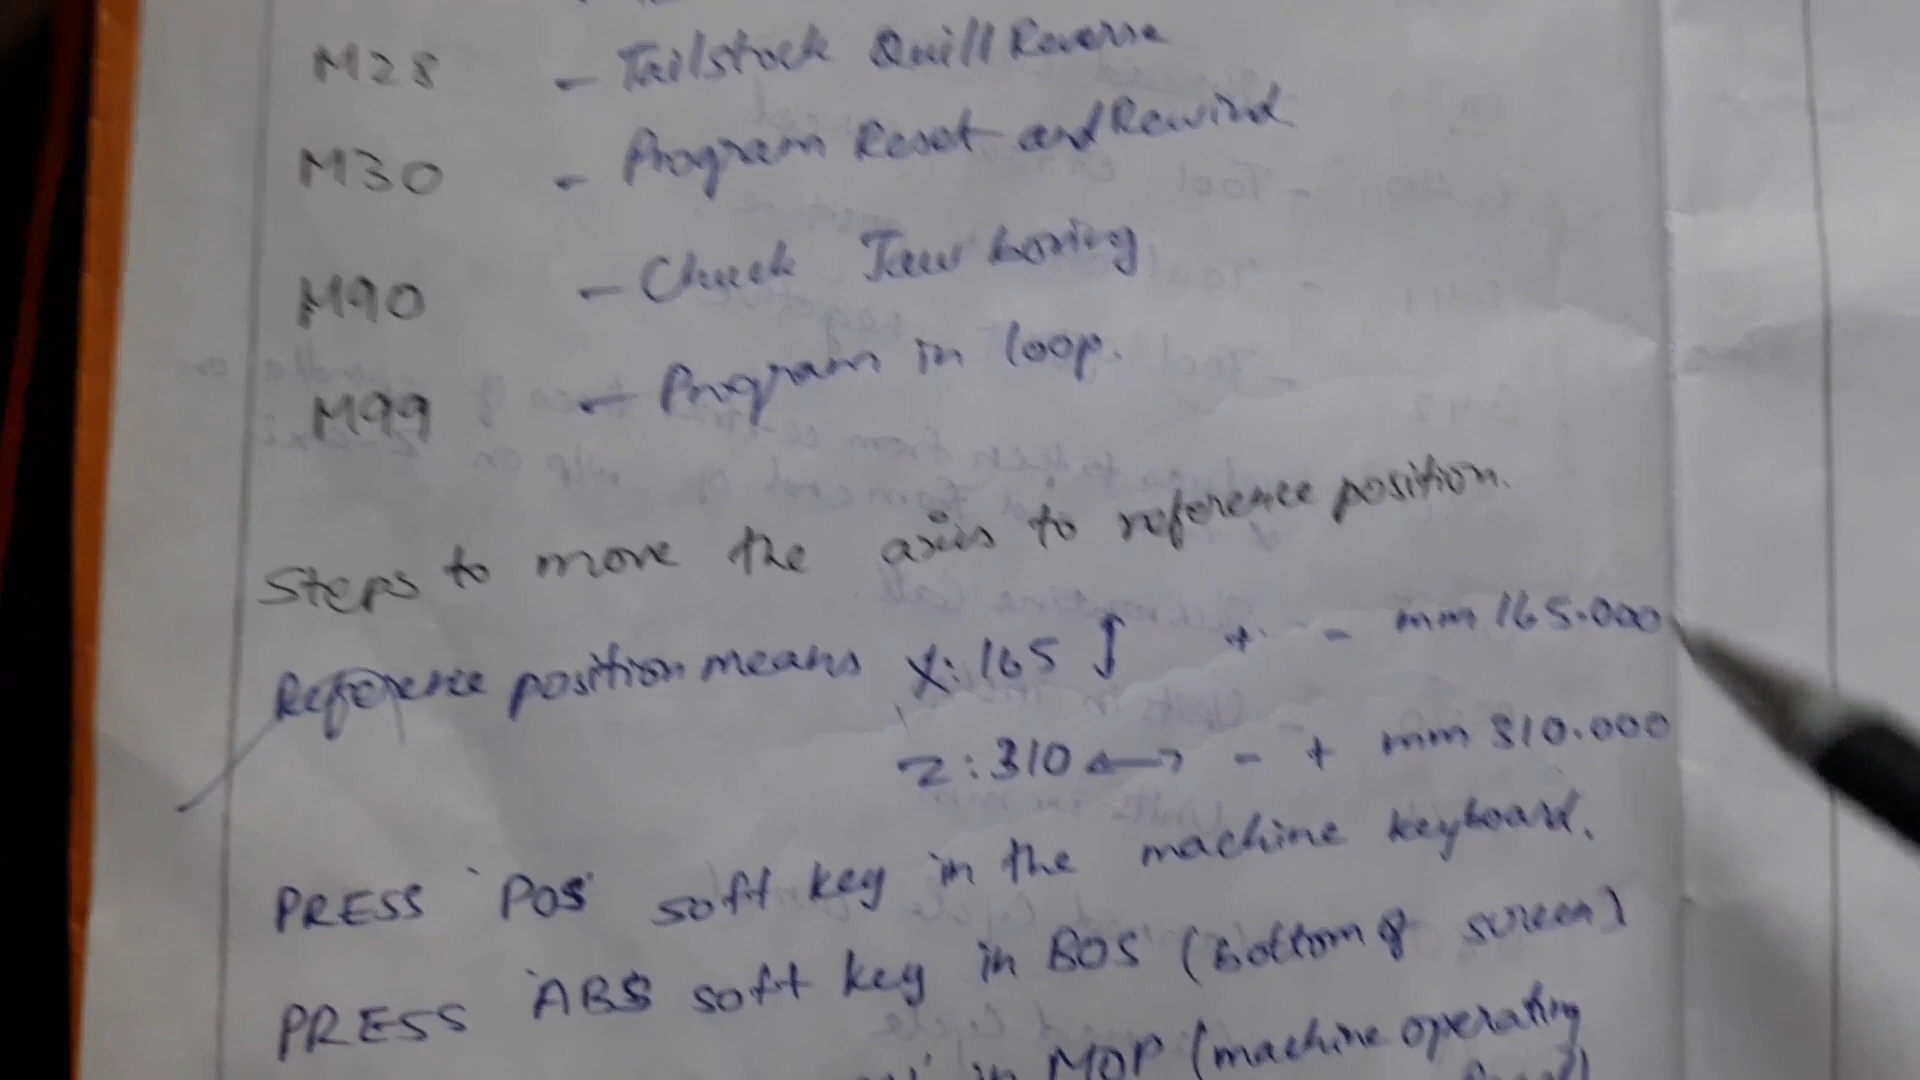 M28 - Tailstock Quill Reverse
M30 - Program Reset and Rewind
M90 - Chuck Jaw boring
M99 - Program in loop.
Steps to move the axis to reference position.
Reference position means X:165 ↕ + - mm 165.000
Z:310 ↔ - + mm 310.000
PRESS 'POS' soft key in the machine keyboard.
PRESS 'ABS soft key in BOS (bottom of screen)
in MOP (machine operating